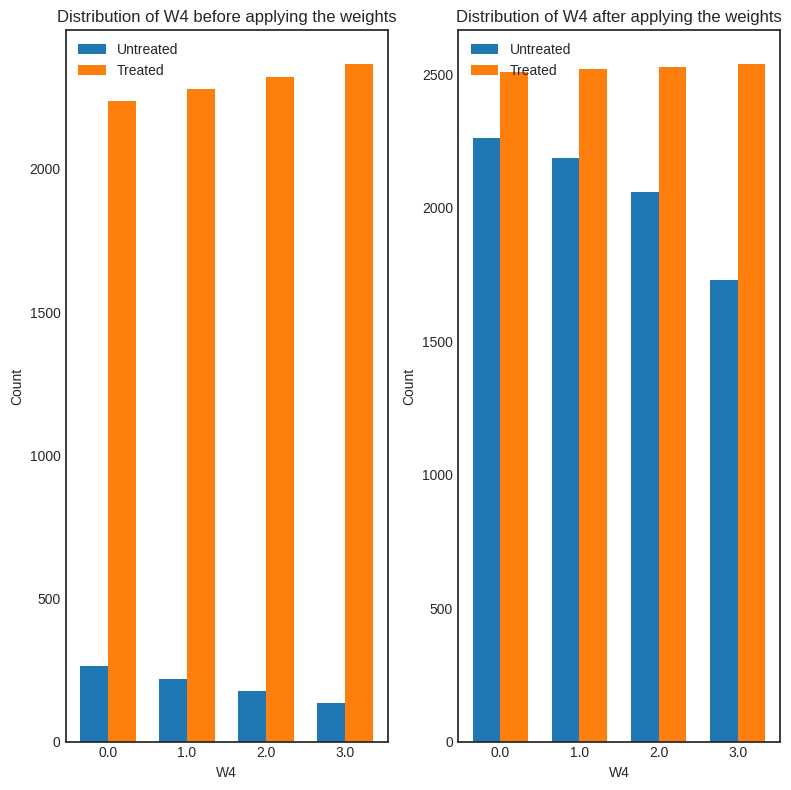 Distribution of W4 before applying the weights
Untreated
Treated
2000
1500
1000
500
0
Count
0.0 1.0 2.0 3.0
W4
Distribution of W4 after applying the weights
Untreated
Treated
2500
2000
1500
1000
500
0
Count
0.0 1.0 2.0 3.0
W4